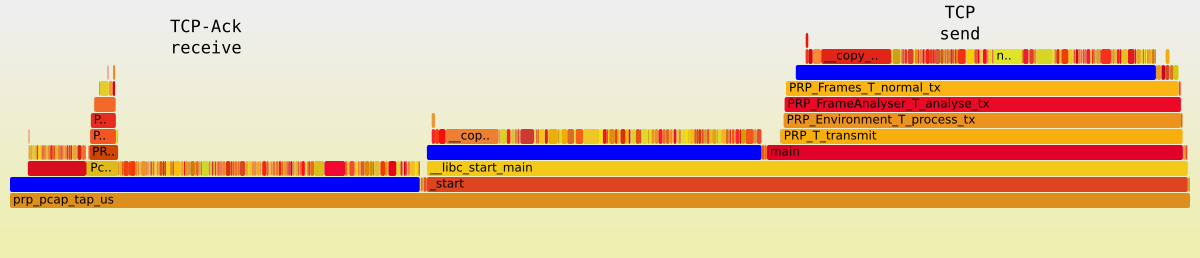 TCP-Ack
receive
TCP
send
__copy_..
n..
PRP_Frames_T_normal_tx
PRP_FrameAnalyser_T_analyse_tx
P..
PRP_Environment_T_process_tx
P..
__cop..
PRP_T_transmit
PR..
main
Pc..
__libc_start_main
_start
prp_pcap_tap_us